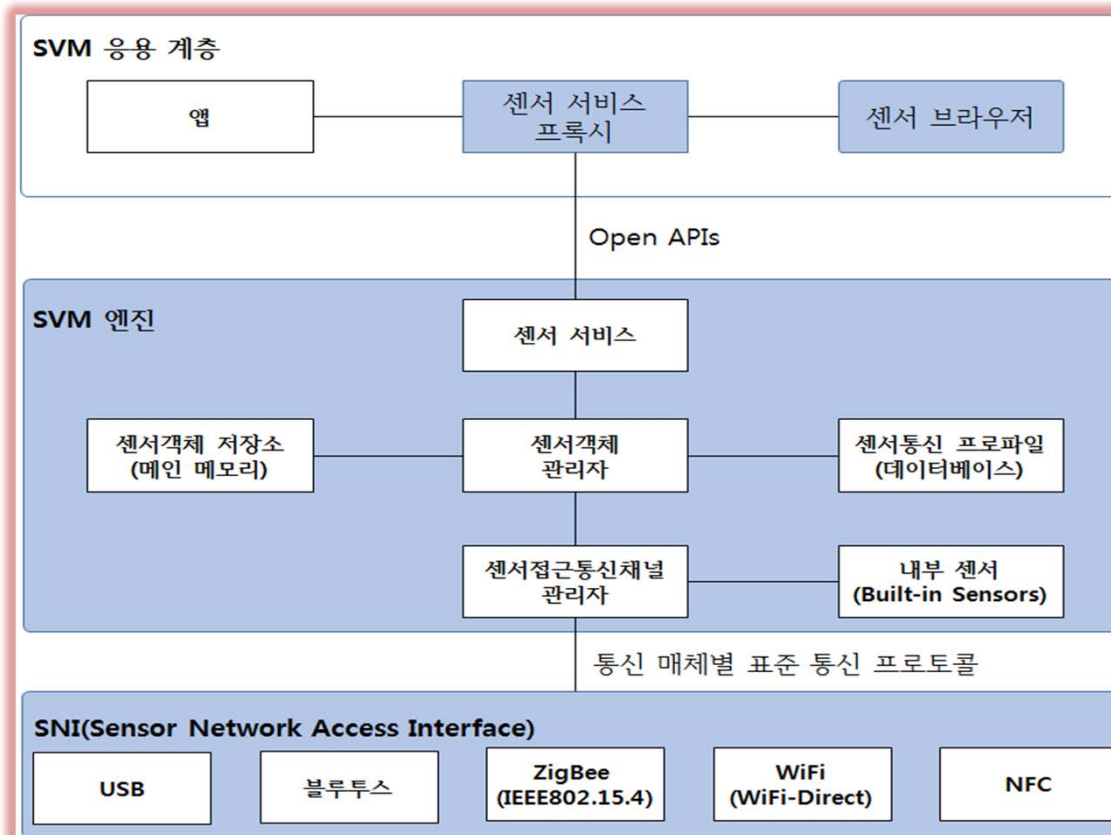 SVM 응용 계층
앱
센서 서비스
프록시
센서 브라우저
Open APIs
SVM 엔진
센서 서비스
센서객체 저장소
(메인 메모리)
센서객체
관리자
센서통신 프로파일
(데이터베이스)
센서접근통신채널
관리자
내부 센서
(Built-in Sensors)
통신 매체별 표준 통신 프로토콜
SNI(Sensor Network Access Interface)
USB
블루투스
ZigBee
(IEEE802.15.4)
WiFi
(WiFi-Direct)
NFC